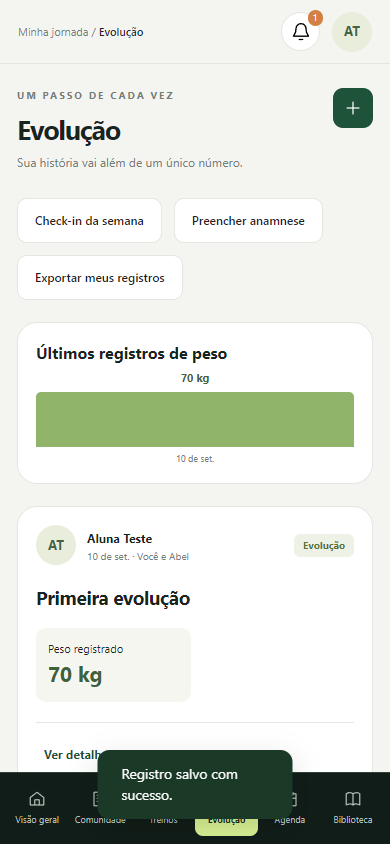 Minha jornada / Evolução
1
AT
UM PASSO DE CADA VEZ
Evolução
Sua história vai além de um único número.
Check-in da semana
Preencher anamnese
Exportar meus registros
Últimos registros de peso
70 kg
10 de set.
AT
Aluna Teste
10 de set. · Você e Abel
Evolução
Primeira evolução
Peso registrado
70 kg
Ver detalh
Registro salvo com
sucesso.
Visão geral
Comunidade
Treinos
Evolução
Agenda
Biblioteca